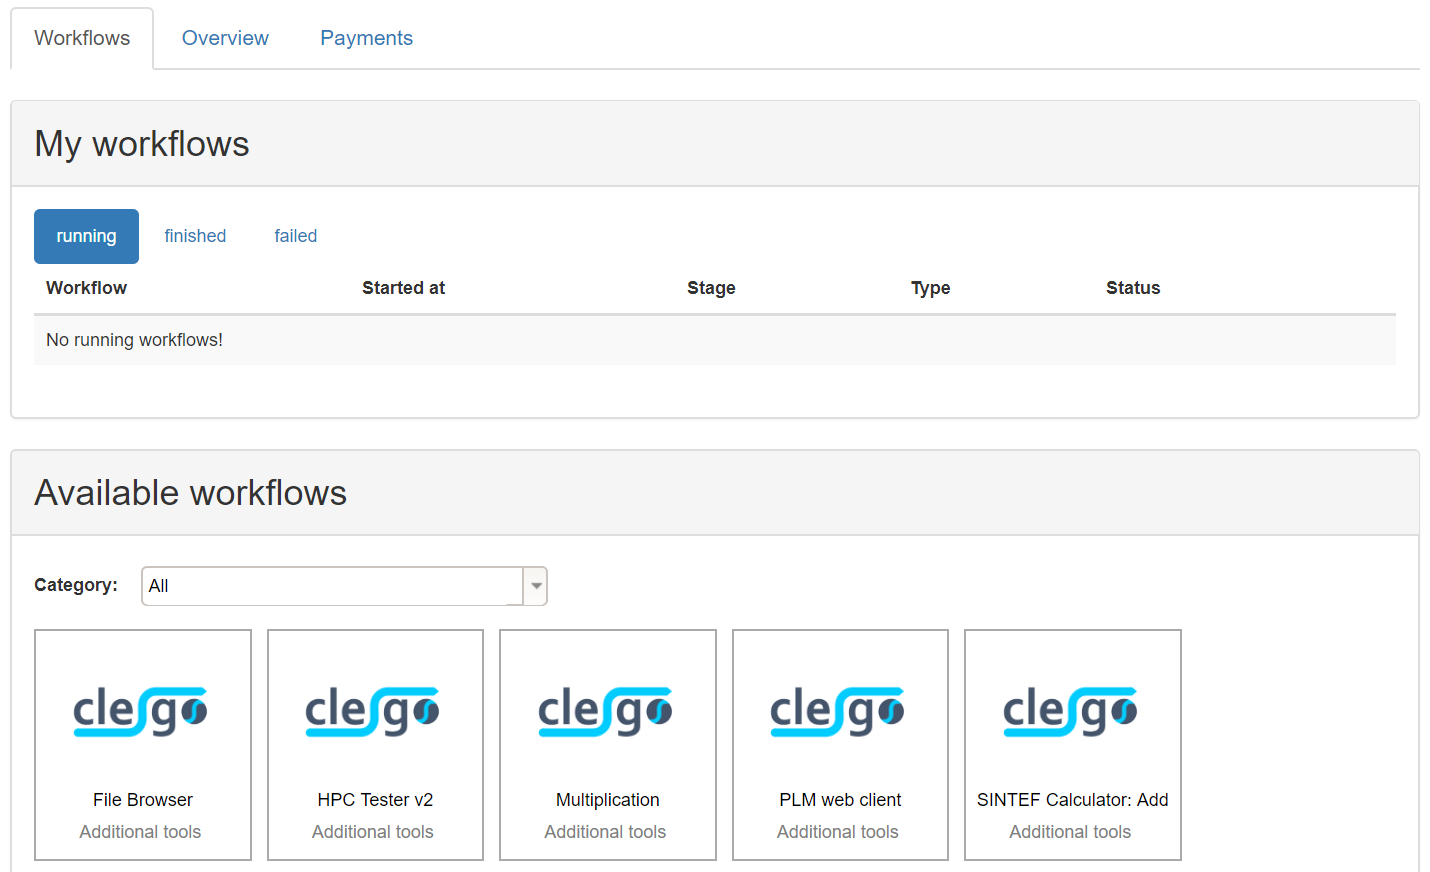 Workflows Overview Payments
My workflows
running finished failed
Workflow Started at Stage Type Status
No running workflows!
Available workflows
Category: All
clesgo clesgo clesgo clesgo clesgo
File Browser HPC Tester v2 Multiplication PLM web client SINTEF Calculator: Add
Additional tools Additional tools Additional tools Additional tools Additional tools